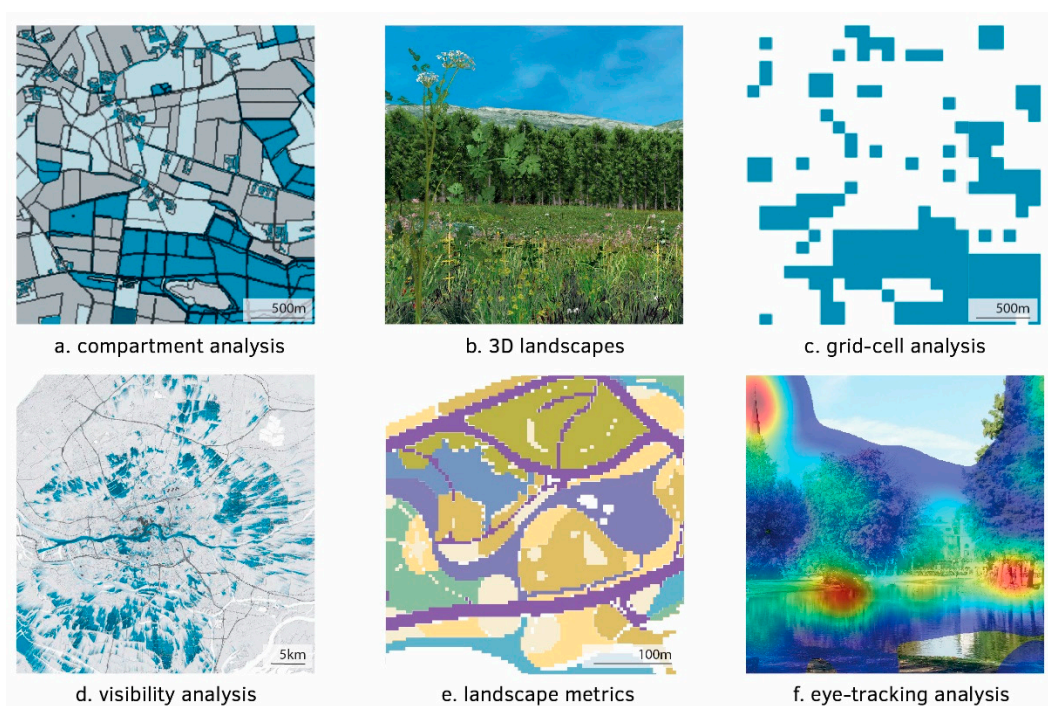 500m
a. compartment analysis
b. 3D landscapes
500m
c. grid-cell analysis
5km
d. visibility analysis
100m
e. landscape metrics
f. eye-tracking analysis